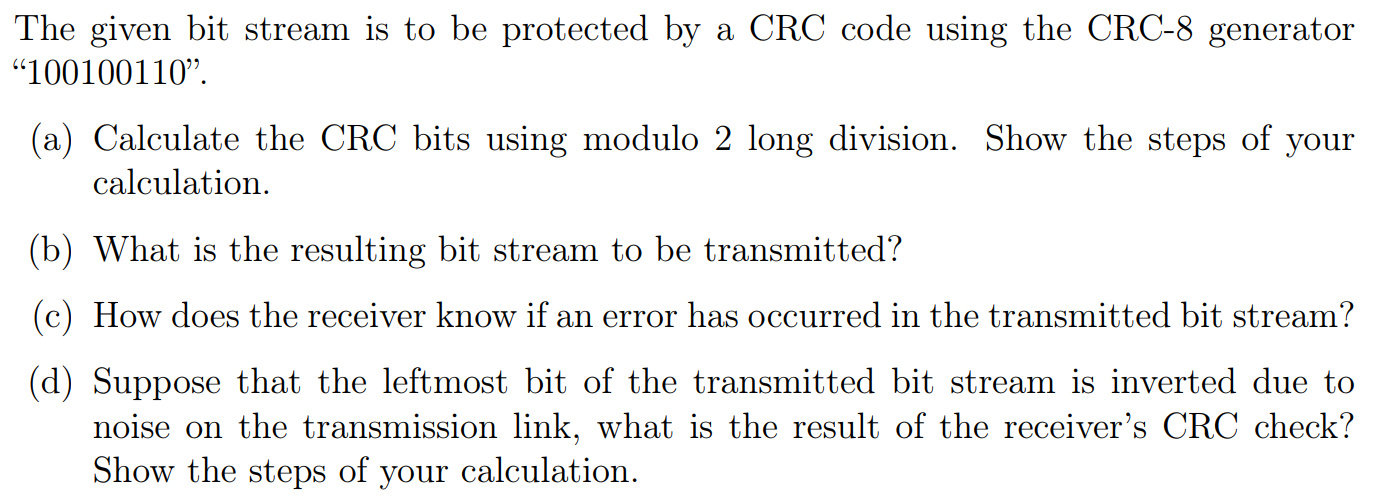 The given bit stream is to be protected by a CRC code using the CRC-8 generator
“100100110”.
(a) Calculate the CRC bits using modulo 2 long division. Show the steps of your
calculation.
(b) What is the resulting bit stream to be transmitted?
(c) How does the receiver know if an error has occurred in the transmitted bit stream?
(d) Suppose that the leftmost bit of the transmitted bit stream is inverted due to
noise on the transmission link, what is the result of the receiver’s CRC check?
Show the steps of your calculation.